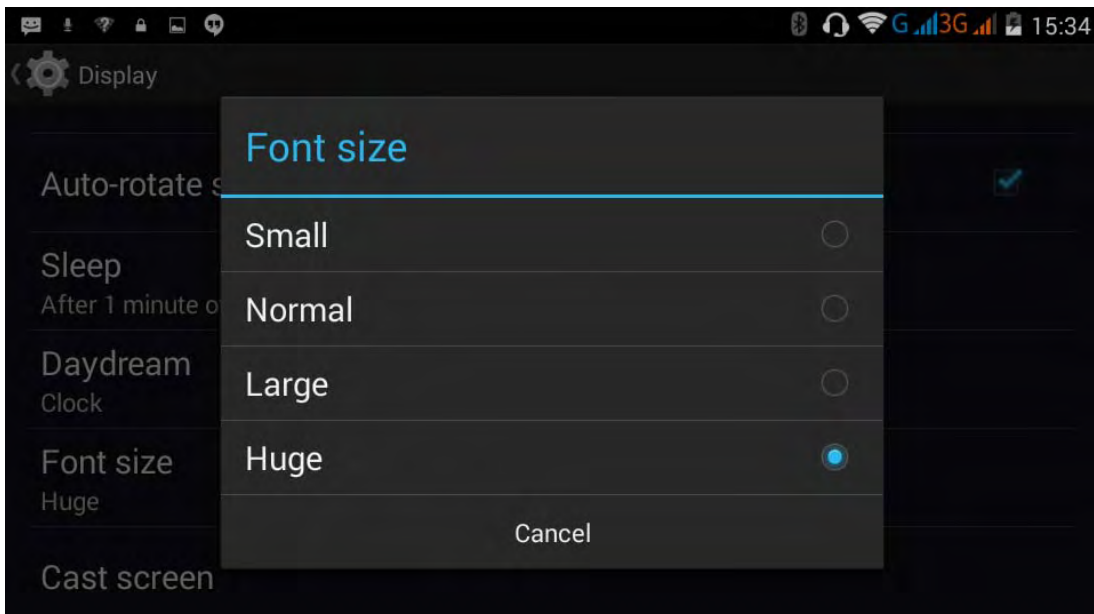 G 3G 15:34
Display
Font size
Auto-rotate s
Small
Sleep
After 1 minute o
Normal
Daydream
Clock
Large
Font size
Huge
Huge
Cancel
Cast screen